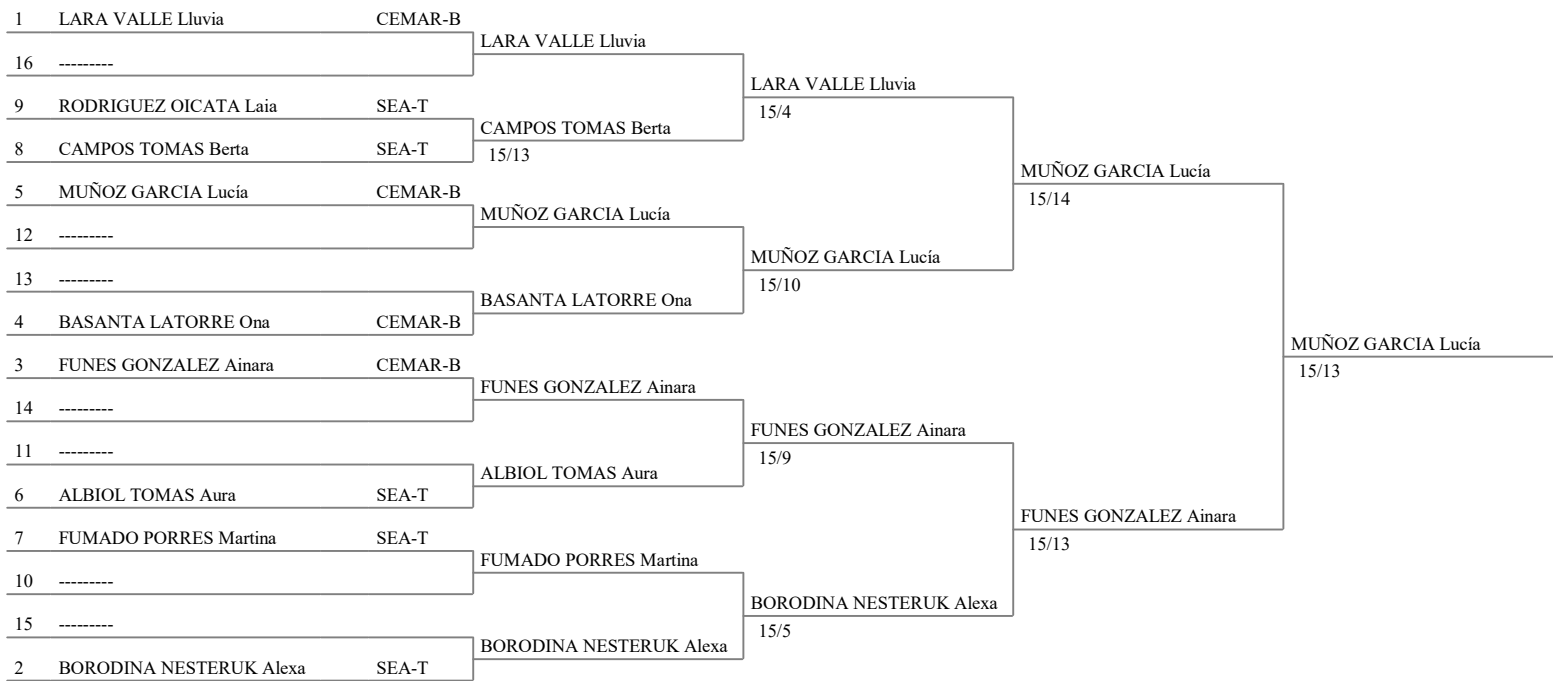 1 LARA VALLE Lluvia CEMAR-B
LARA VALLE Lluvia
16 ---------
LARA VALLE Lluvia
9 RODRIGUEZ OICATA Laia SEA-T
15/4
CAMPOS TOMAS Berta
8 CAMPOS TOMAS Berta SEA-T
15/13
MUÑOZ GARCIA Lucía
5 MUÑOZ GARCIA Lucía CEMAR-B
15/14
MUÑOZ GARCIA Lucía
12 ---------
MUÑOZ GARCIA Lucía
13 ---------
15/10
BASANTA LATORRE Ona
4 BASANTA LATORRE Ona CEMAR-B
MUÑOZ GARCIA Lucía
3 FUNES GONZALEZ Ainara CEMAR-B
15/13
FUNES GONZALEZ Ainara
14 ---------
FUNES GONZALEZ Ainara
11 ---------
15/9
ALBIOL TOMAS Aura
6 ALBIOL TOMAS Aura SEA-T
FUNES GONZALEZ Ainara
7 FUMADO PORRES Martina SEA-T
15/13
FUMADO PORRES Martina
10 ---------
BORODINA NESTERUK Alexa
15 ---------
15/5
BORODINA NESTERUK Alexa
2 BORODINA NESTERUK Alexa SEA-T